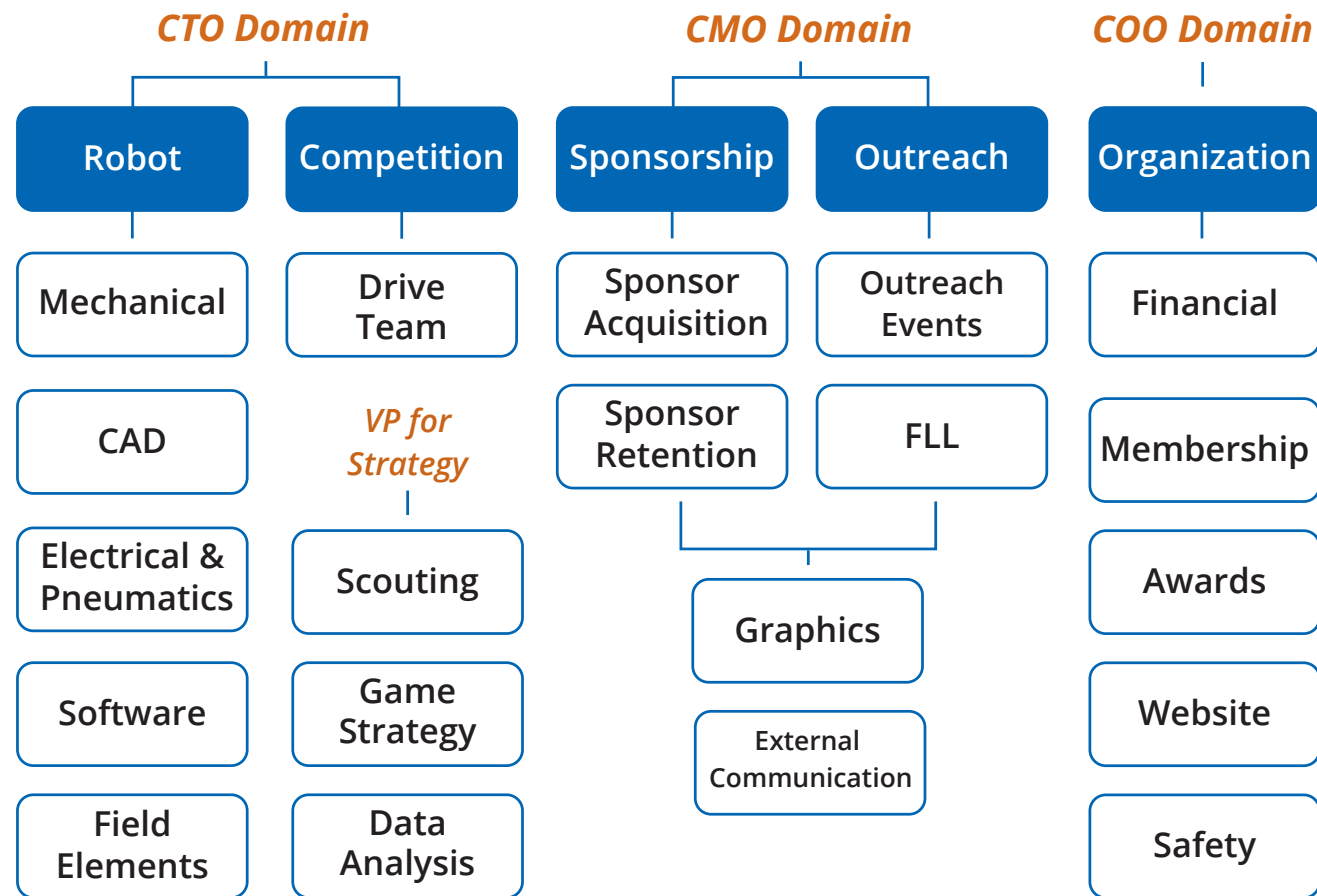 CTO Domain
CMO Domain
COO Domain
Robot
Competition
Sponsorship
Outreach
Organization
Mechanical
Drive
Team
Sponsor
Acquisition
Outreach
Events
Financial
CAD
VP for
Strategy
Sponsor
Retention
FLL
Membership
Electrical &
Pneumatics
Scouting
Graphics
Awards
Software
Game
Strategy
External
Communication
Website
Field
Elements
Data
Analysis
Safety